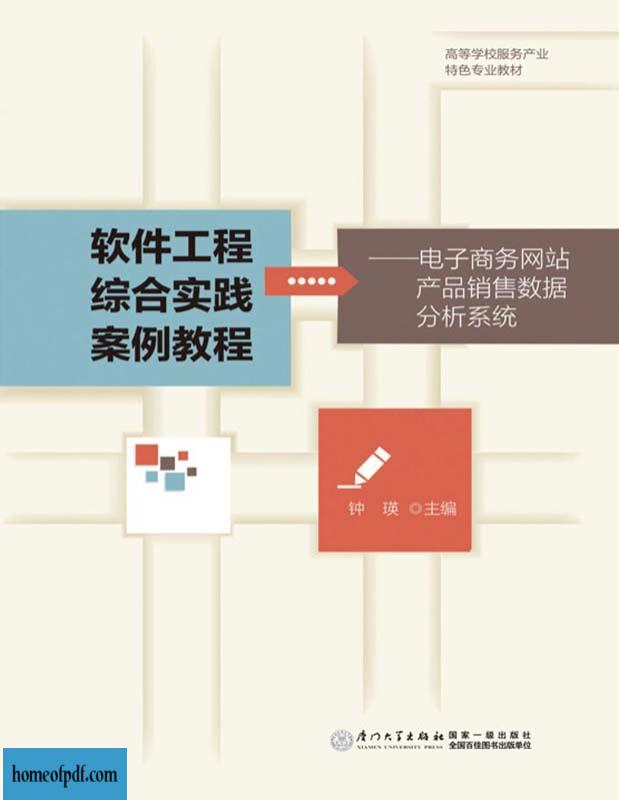 高等学校服务产业
特色专业教材
软件工程
综合实践
案例教程
——电子商务网站
产品销售数据
分析系统
钟 瑛 ◎主编
厦门大学出版社
XIAMEN UNIVERSITY PRESS
国家一级出版社
全国百佳图书出版单位
homeofpdf.com